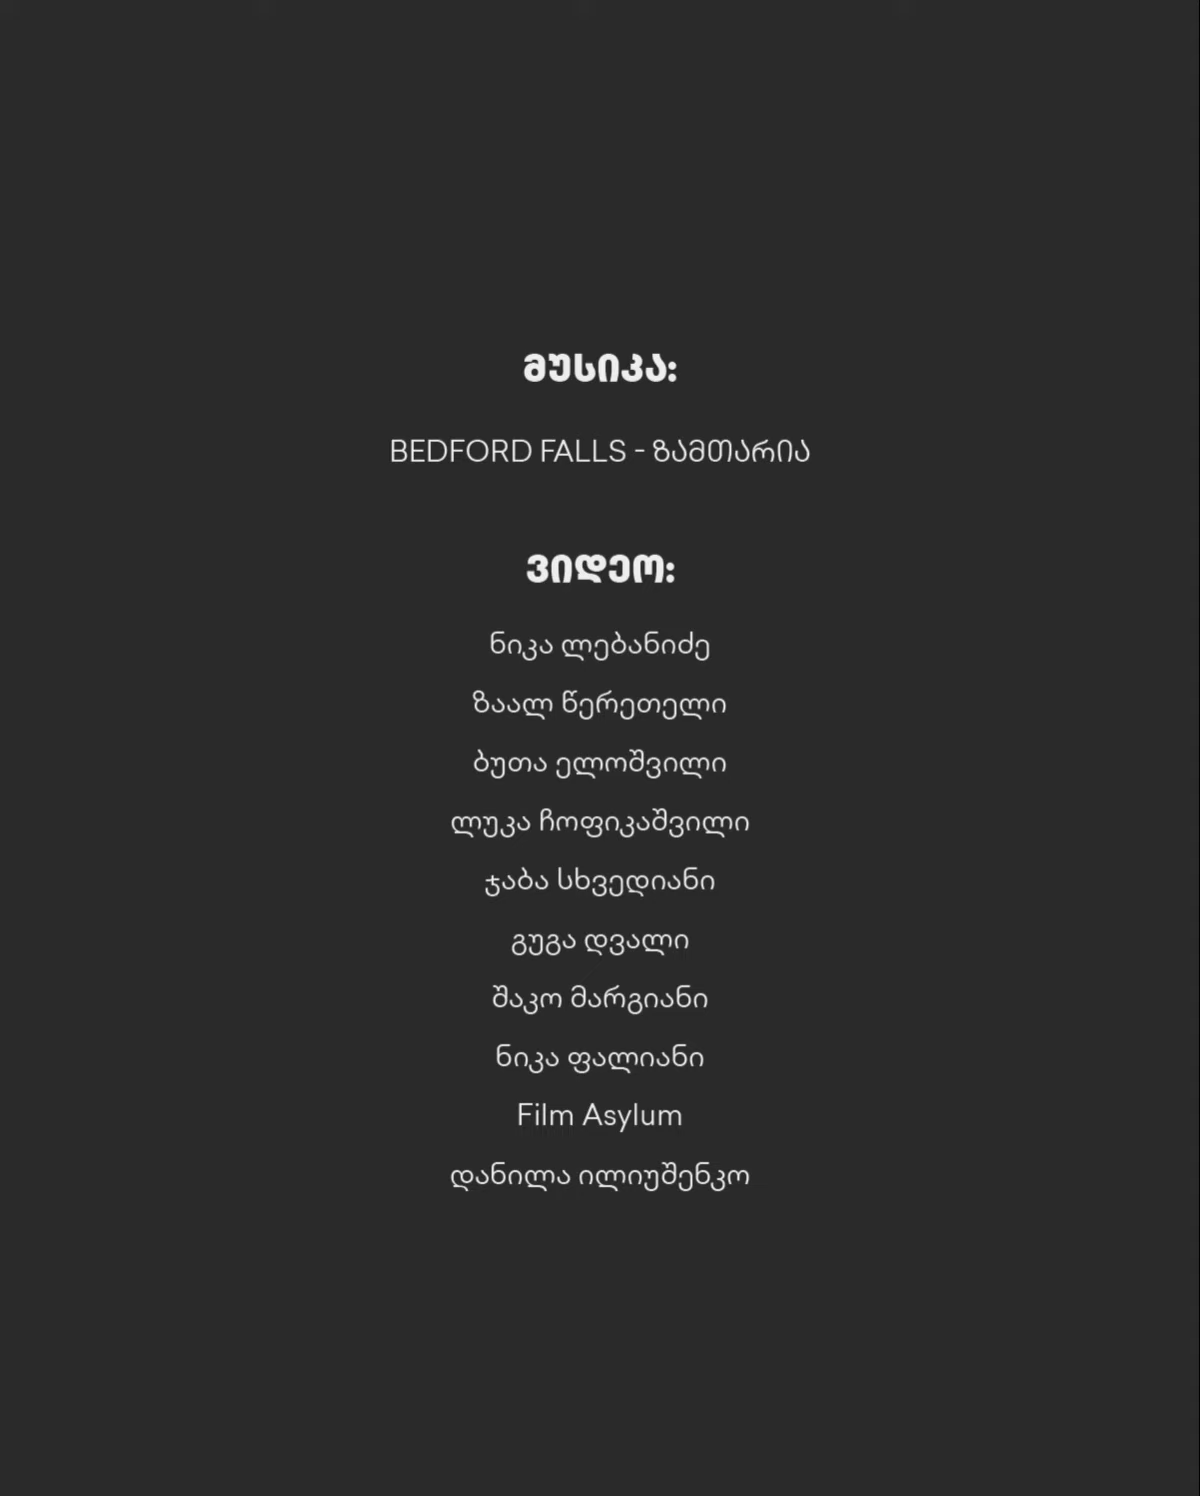 მუსიკა:
BEDFORD FALLS - ზამთარია
ვიდეო:
ნიკა ლებანიძე
ზაალ წერეთელი
ბუთა ელოშვილი
ლუკა ჩოფიკაშვილი
ჯაბა სხვედიანი
გუგა დვალი
შაკო მარგიანი
ნიკა ფალიანი
Film Asylum
დანილა ილიუშენკო